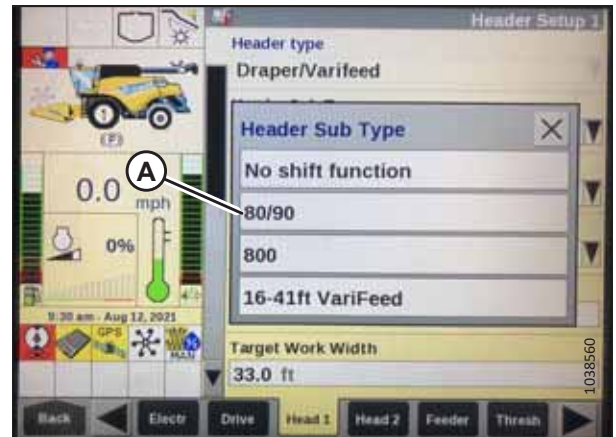 Header Setup 1
Header type
Draper/Varifeed
Header Sub Type
No shift function
A
80/90
800
16-41ft VariFeed
(P)
0.0 mph
0%
9:30 am - Aug 12, 2021
GPS
MAN
Target Work Width
33.0 ft
1038560
Back
Electr
Drive
Head 1
Head 2
Feeder
Thresh